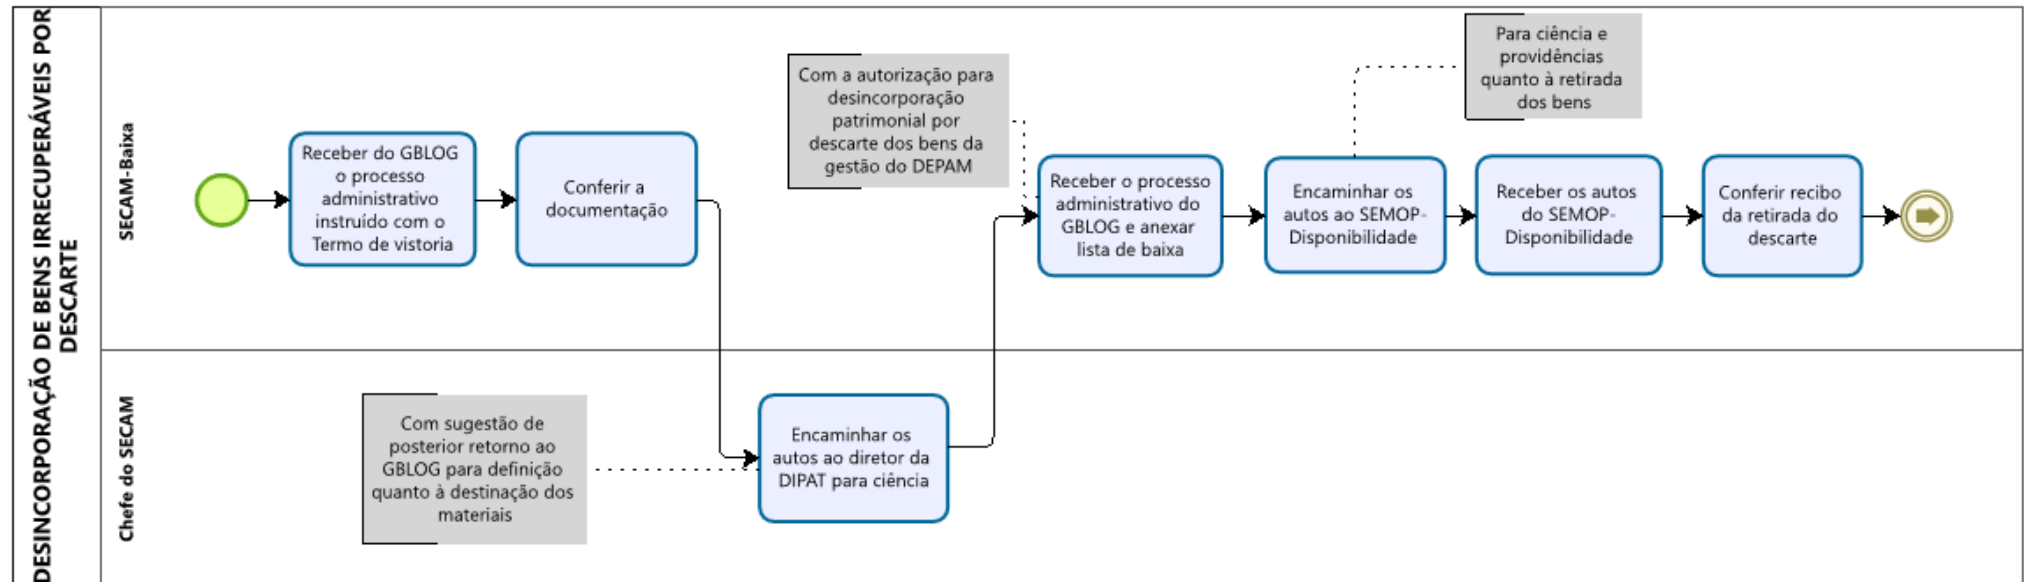 DESINCORPORAÇÃO DE BENS IRRECUPERÁVEIS POR
DESCARTE
SECAM-Baixa
Receber do GBLOG
o processo
administrativo
instruído com o
Termo de vistoria
Conferir a
documentação
Com a autorização para
desincorporação
patrimonial por
descarte dos bens da
gestão do DEPAM
Receber o processo
administrativo do
GBLOG e anexar
lista de baixa
Para ciência e
providências
quanto à retirada
dos bens
Encaminhar os
autos ao SEMOP-
Disponibilidade
Receber os autos
do SEMOP-
Disponibilidade
Conferir recibo
da retirada do
descarte
Chefe do SECAM
Com sugestão de
posterior retorno ao
GBLOG para definição
quanto à destinação dos
materiais
Encaminhar os
autos ao diretor da
DIPAT para ciência